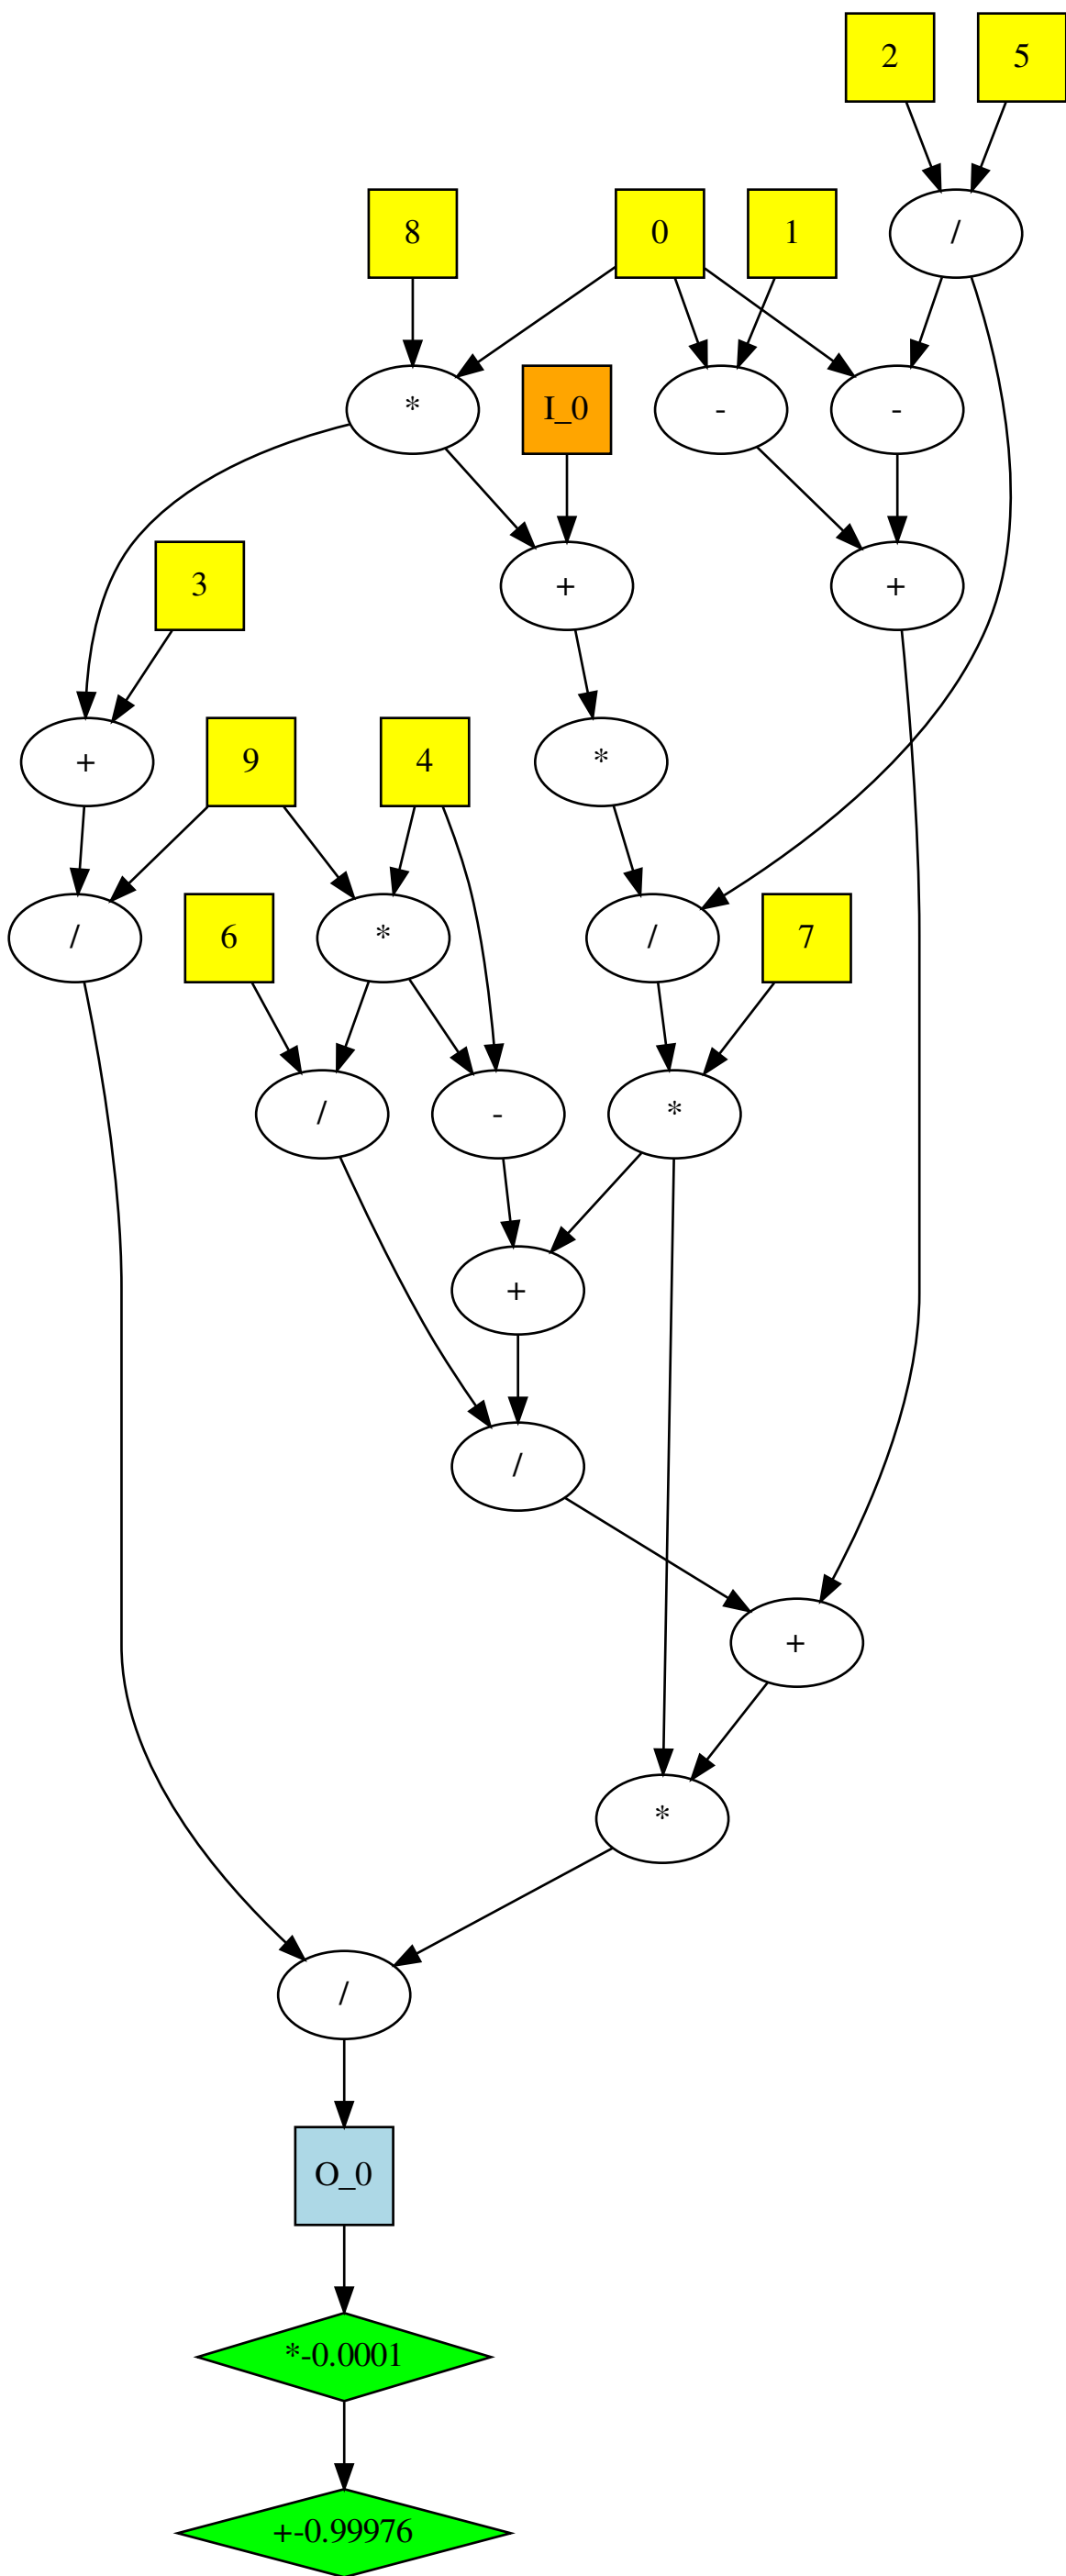 2 5
8 0 1 /
* I_0 - -
3 + +
+ 9 4 *
/ 6 * / 7
/ - *
+
/
+
*
/
O_0
*-0.0001
+-0.99976